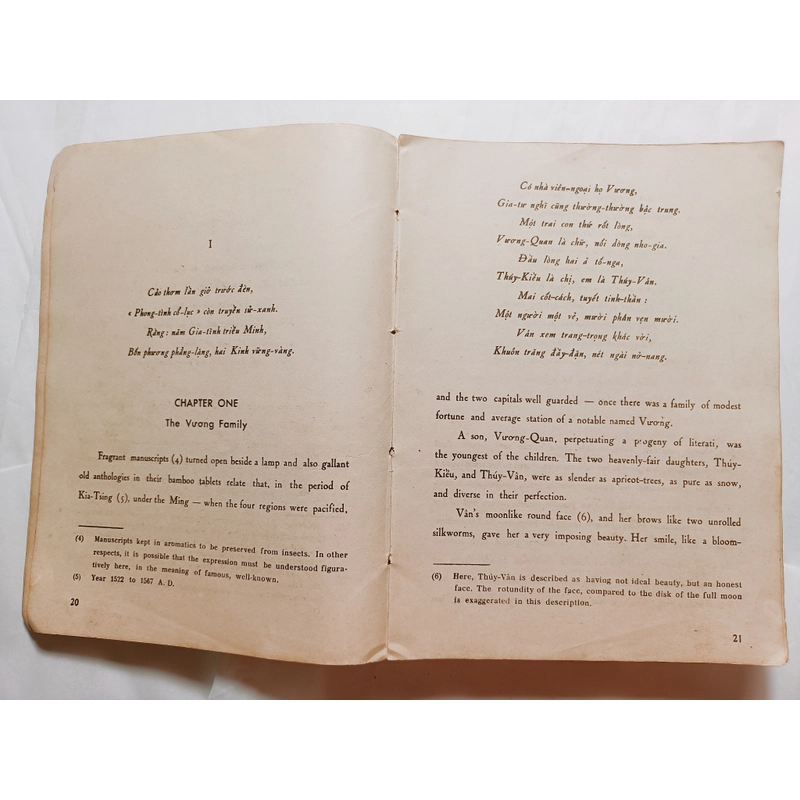 I
Cảo thơm lần giở trước đèn,
« Phong-tình cổ-lục » còn truyền sử-xanh.
Rằng : năm Gia-tĩnh triều Minh,
Bốn phương phẳng-lặng, hai Kinh vững-vàng.
CHAPTER ONE
The Vương Family
Fragrant manuscripts (4) turned open beside a lamp and also gallant
old anthologies in their bamboo tablets relate that, in the period of
Kia-Tsing (5), under the Ming — when the four regions were pacified,
(4) Manuscripts kept in aromatics to be preserved from insects. In other
respects, it is possible that the expression must be understood figura-
tively here, in the meaning of famous, well-known.
(5) Year 1522 to 1567 A. D.
20
Có nhà viên-ngoại họ Vương,
Gia-tư nghĩ cũng thường-thường bậc trung.
Một trai con thứ rốt lòng,
Vương-Quan là chữ, nối dòng nho-gia.
Đầu lòng hai ả tố-nga,
Thúy-Kiều là chị, em là Thúy-Vân.
Mai cốt-cách, tuyết tinh-thần :
Một người một vẻ, mười phân vẹn mười.
Vân xem trang-trọng khác vời,
Khuôn trăng đầy-đặn, nét ngài nở-nang.
and the two capitals well guarded — once there was a family of modest
fortune and average station of a notable named Vương.
A son, Vương-Quan, perpetuating a progeny of literati, was
the youngest of the children. The two heavenly-fair daughters, Thúy-
Kiều, and Thúy-Vân, were as slender as apricot-trees, as pure as snow,
and diverse in their perfection.
Vân's moonlike round face (6), and her brows like two unrolled
silkworms, gave her a very imposing beauty. Her smile, like a bloom-
(6) Here, Thúy-Vân is described as having not ideal beauty, but an honest
face. The rotundity of the face, compared to the disk of the full moon
is exaggerated in this description.
21